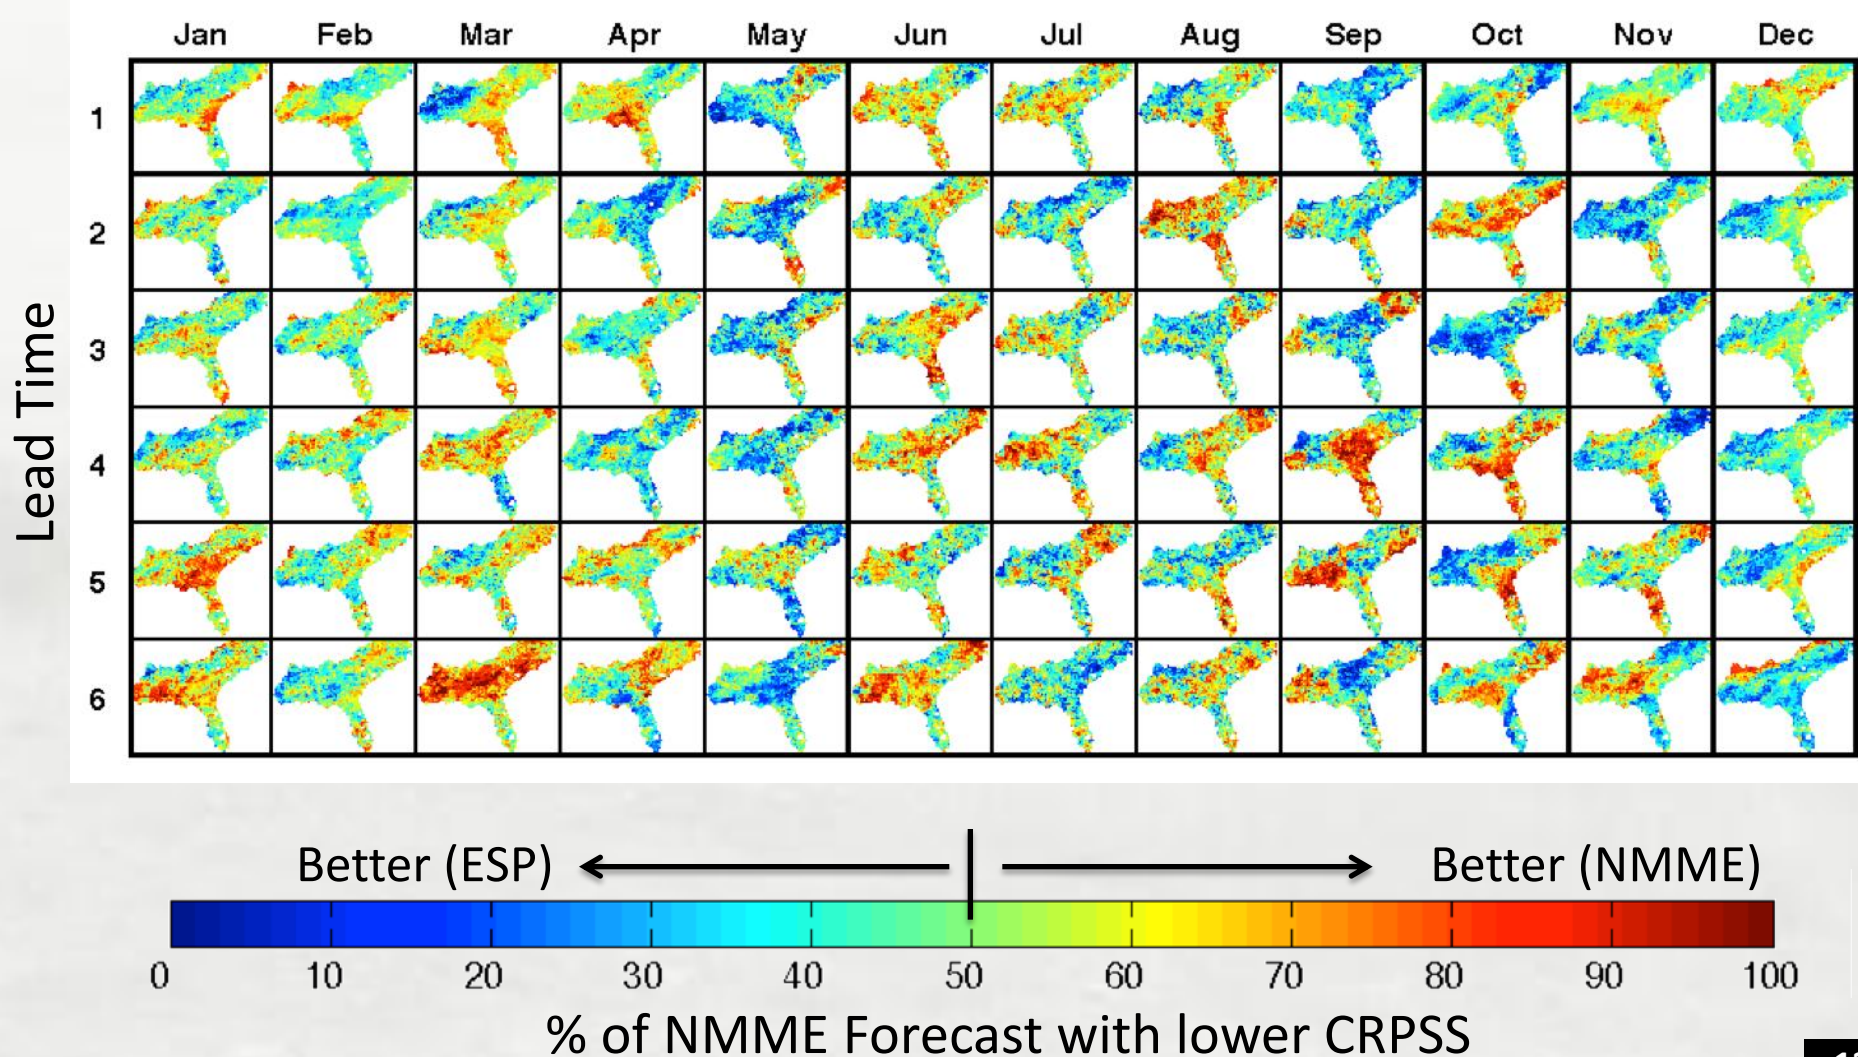 Jan Feb Mar Apr May Jun Jul Aug Sep Oct Nov Dec
Lead Time
1
2
3
4
5
6
Better (ESP) Better (NMME)
0 10 20 30 40 50 60 70 80 90 100
% of NMME Forecast with lower CRPSS